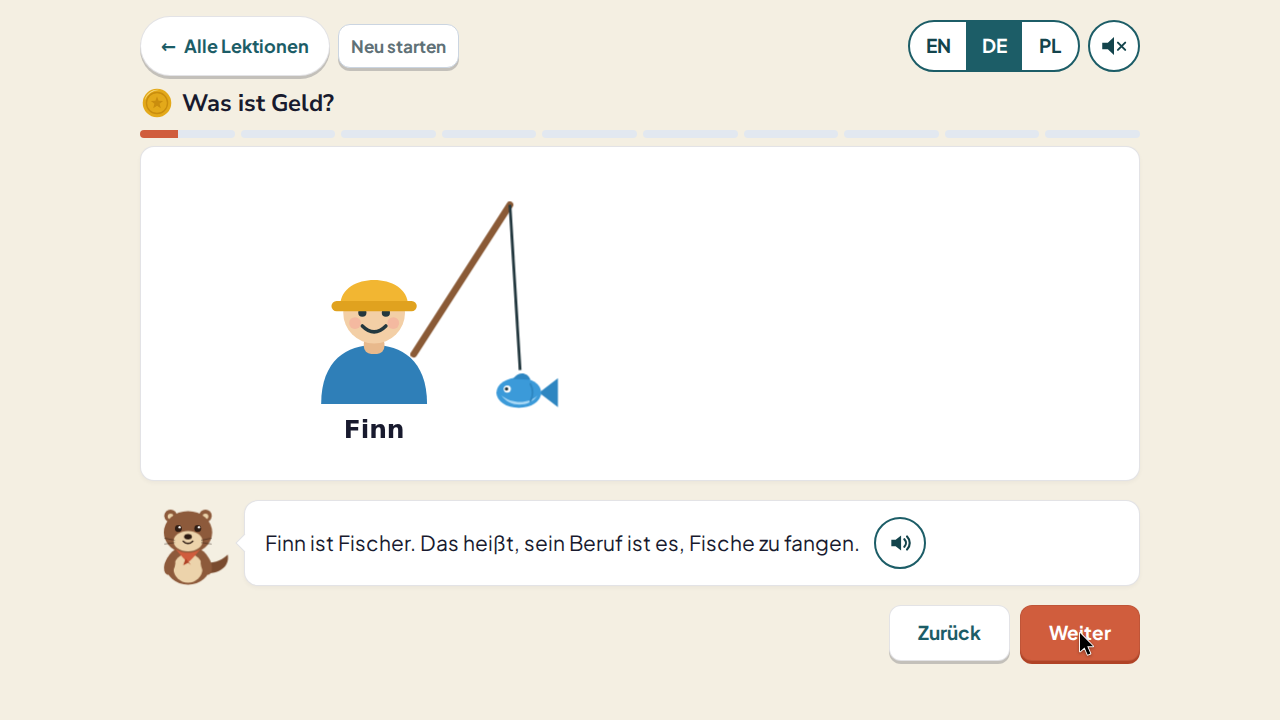 ← Alle Lektionen
Neu starten
EN DE PL
Was ist Geld?
Finn
Finn ist Fischer. Das heißt, sein Beruf ist es, Fische zu fangen.
Zurück
Weiter